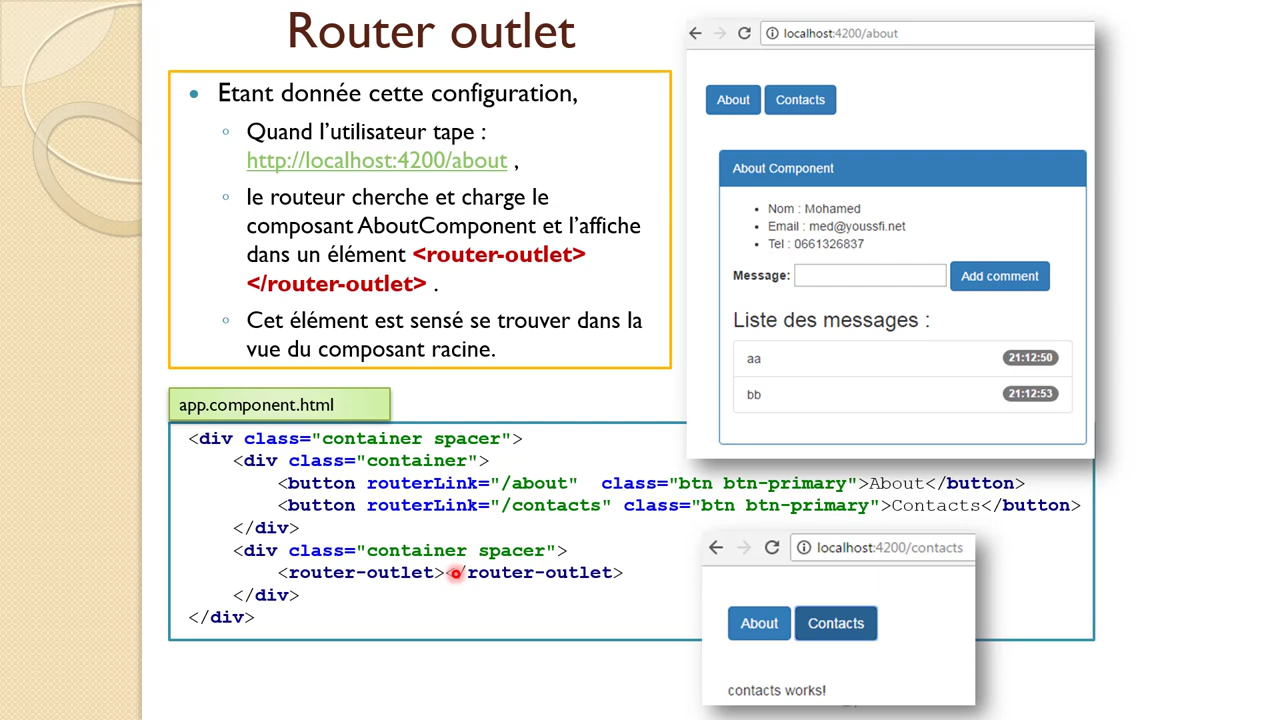 Router outlet
Etant donnée cette configuration,
Quand l'utilisateur tape :
http://localhost:4200/about ,
le routeur cherche et charge le
composant AboutComponent et l'affiche
dans un élément <router-outlet>
</router-outlet> .
Cet élément est sensé se trouver dans la
vue du composant racine.
localhost:4200/about
About Contacts
About Component
Nom : Mohamed
Email : med@youssfi.net
Tel : 0661326837
Message: Add comment
Liste des messages :
aa 21:12:50
bb 21:12:53
app.component.html
<div class="container spacer">
<div class="container">
<button routerLink="/about" class="btn btn-primary">About</button>
<button routerLink="/contacts" class="btn btn-primary">Contacts</button>
</div>
<div class="container spacer">
<router-outlet></router-outlet>
</div>
</div>
localhost:4200/contacts
About Contacts
contacts works!